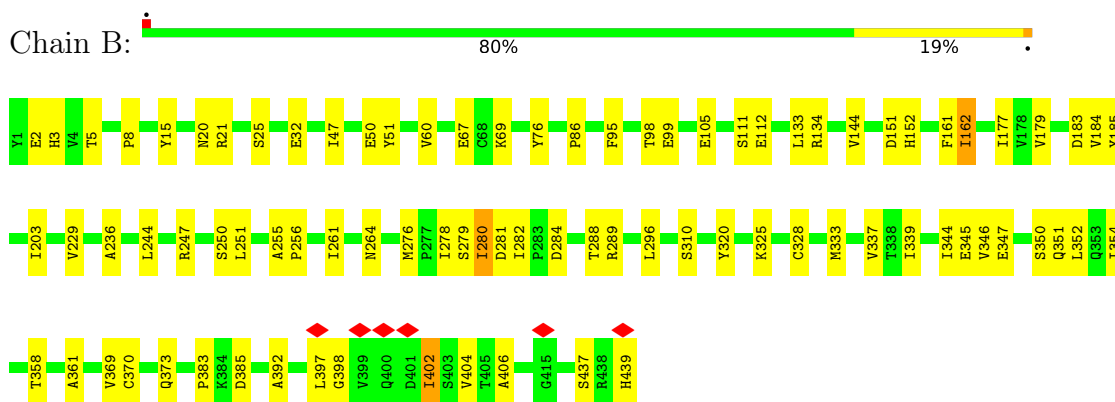 Chain B:
80%
19%
Y1 E2 H3 V4 T5 P8 Y15 N20 R21 S25 E32 I47 E50 Y51 V60 E67 C68 K69 Y76 P86 F95 T98 E99 E105 S111 E112 L133 R134 V144 D151 H152 F161 I162 I177 V178 V179 D183 V184 Y185
I203 V229 A236 L244 R247 S250 L251 A255 P256 I261 N264 M276 P277 I278 S279 I280 D281 I282 P283 D284 T288 R289 L296 S310 Y320 K325 C328 M333 V337 T338 I339 I344 E345 V346 E347 S350 Q351 L352 Q353 I354
T358 A361 V369 C370 Q373 P383 K384 D385 A392 L397 G398 V399 Q400 D401 I402 S403 V404 T405 A406 G415 S437 R438 H439